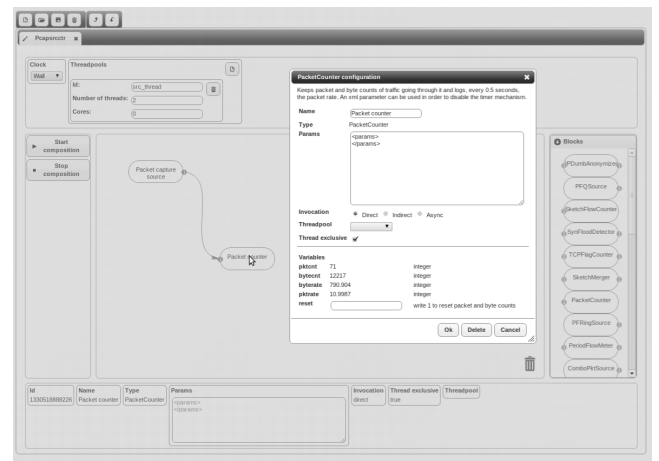 Pcapsrcctr
Clock
Wall
Threadpools
Id:
src_thread
Number of threads:
2
Cores:
0
Start
composition
Stop
composition
Packet capture
source
Packet counter
PacketCounter configuration
Keeps packet and byte counts of traffic going through it and logs, every 0.5 seconds,
the packet rate. An xml parameter can be used in order to disable the timer mechanism.
Name
Packet counter
Type
PacketCounter
Params
<params>
</params>
Invocation
Direct Indirect Async
Threadpool
Thread exclusive
Variables
pktcnt 71 integer
bytecnt 12217 integer
byterate 790.904 integer
pktrate 10.9987 integer
reset write 1 to reset packet and byte counts
Ok Delete Cancel
Blocks
PDumbAnonymizer
PFQSource
SketchFlowCounter
SynFloodDetector
TCPFlagCounter
SketchMerger
PacketCounter
PFRingSource
PeriodFlowMeter
ComboPktSource
Id Name Type Params Invocation Thread exclusive Threadpool
1330518888226 Packet counter PacketCounter <params> direct true
</params>